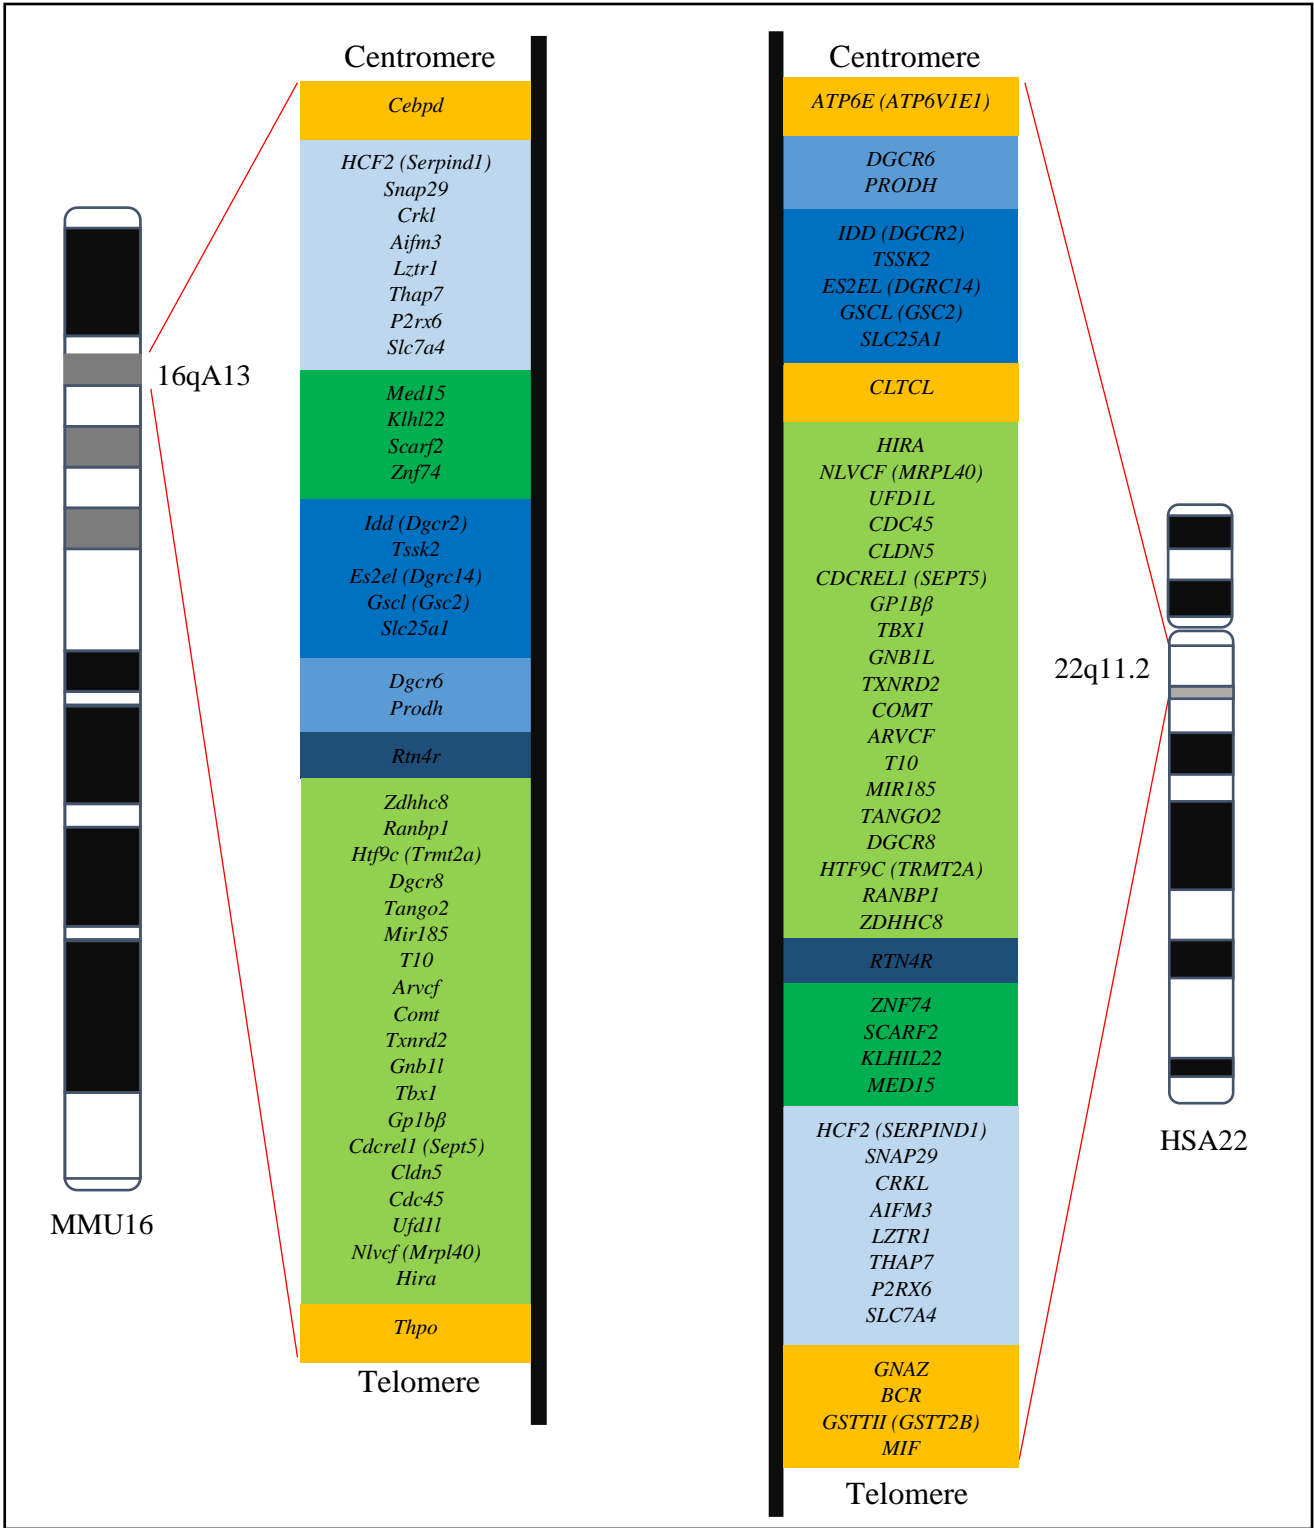 Centromere
Cebpd
HCF2 (Serpind1)
Snap29
Crkl
Aifm3
Lztr1
Thap7
P2rx6
Slc7a4
Med15
Klhl22
Scarf2
Znf74
Idd (Dgcr2)
Tssk2
Es2el (Dgrc14)
Gscl (Gsc2)
Slc25a1
Dgcr6
Prodh
Rtn4r
Zdhhc8
Ranbp1
Htf9c (Trmt2a)
Dgcr8
Tango2
Mir185
T10
Arvcf
Comt
Txnrd2
Gnb1l
Tbx1
Gp1bβ
Cdcrel1 (Sept5)
Cldn5
Cdc45
Ufd1l
Nlvcf (Mrpl40)
Hira
Thpo
Telomere
16qA13
MMU16
Centromere
ATP6E (ATP6V1E1)
DGCR6
PRODH
IDD (DGCR2)
TSSK2
ES2EL (DGRC14)
GSCL (GSC2)
SLC25A1
CLTCL
HIRA
NLVCF (MRPL40)
UFD1L
CDC45
CLDN5
CDCREL1 (SEPT5)
GP1Bβ
TBX1
GNB1L
TXNRD2
COMT
ARVCF
T10
MIR185
TANGO2
DGCR8
HTF9C (TRMT2A)
RANBP1
ZDHHC8
RTN4R
ZNF74
SCARF2
KLHIL22
MED15
HCF2 (SERPIND1)
SNAP29
CRKL
AIFM3
LZTR1
THAP7
P2RX6
SLC7A4
GNAZ
BCR
GSTTII (GSTT2B)
MIF
Telomere
22q11.2
HSA22